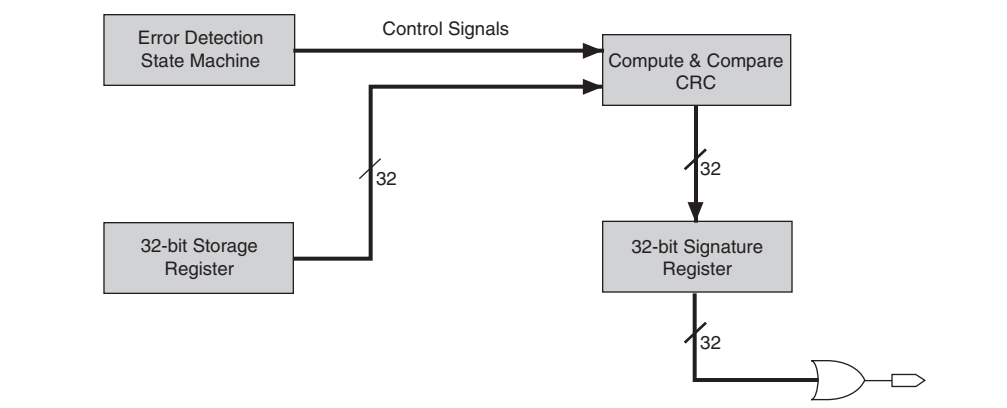 Error Detection
State Machine
Control Signals
Compute & Compare
CRC
32
32
32-bit Storage
Register
32-bit Signature
Register
32